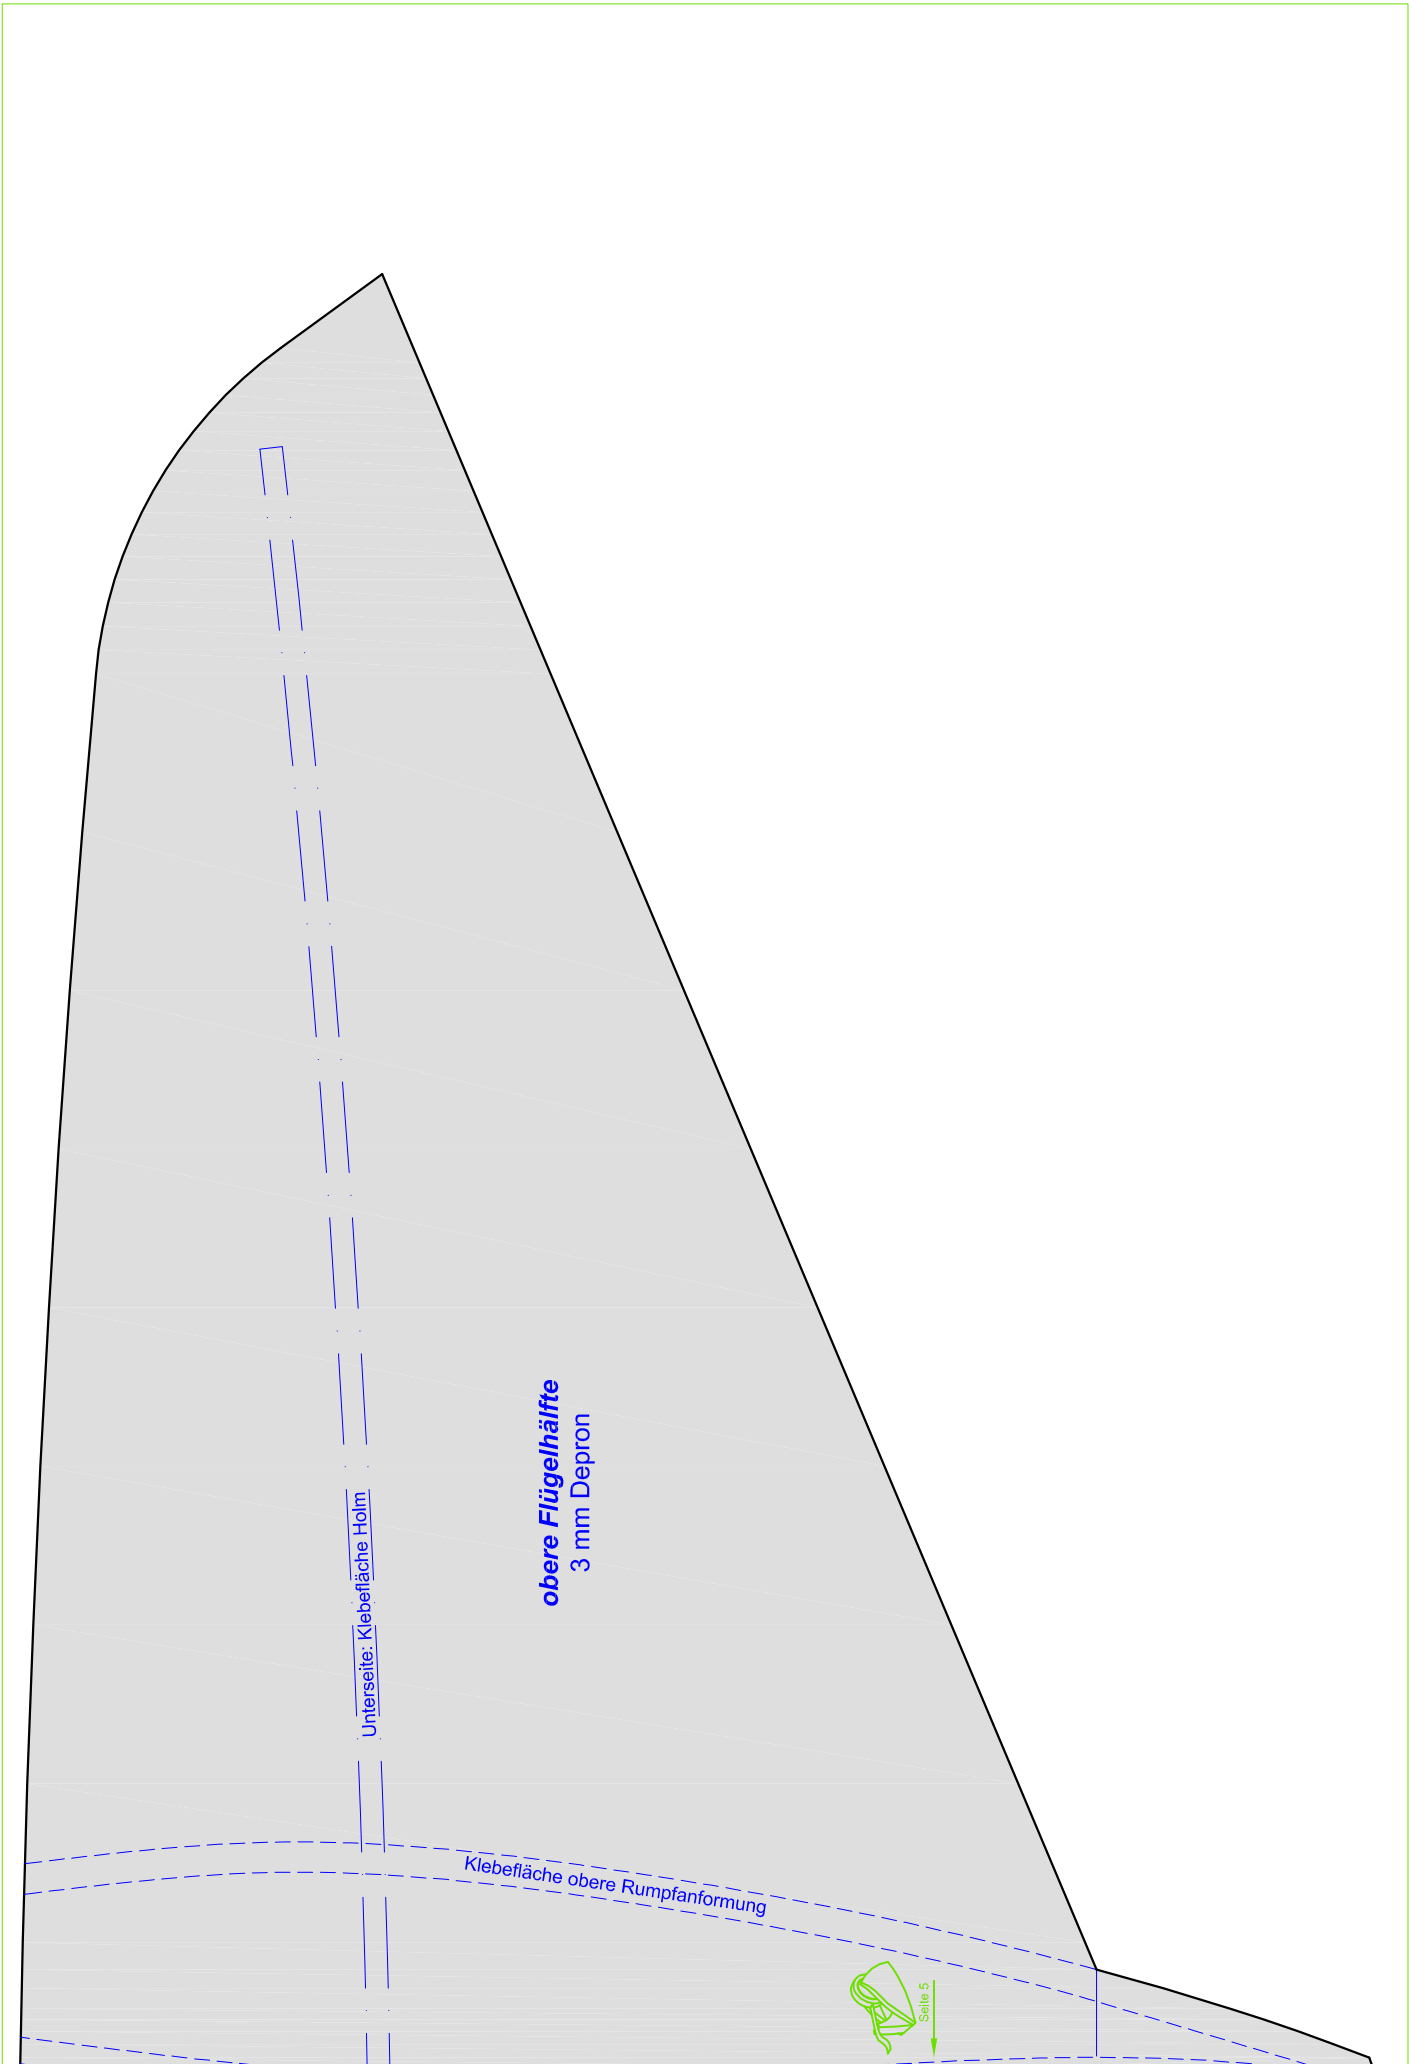 obere Flügelhälfte
3 mm Depron
Unterseite: Klebefläche Holm
Klebefläche obere Rumpfanformung
Seite 5